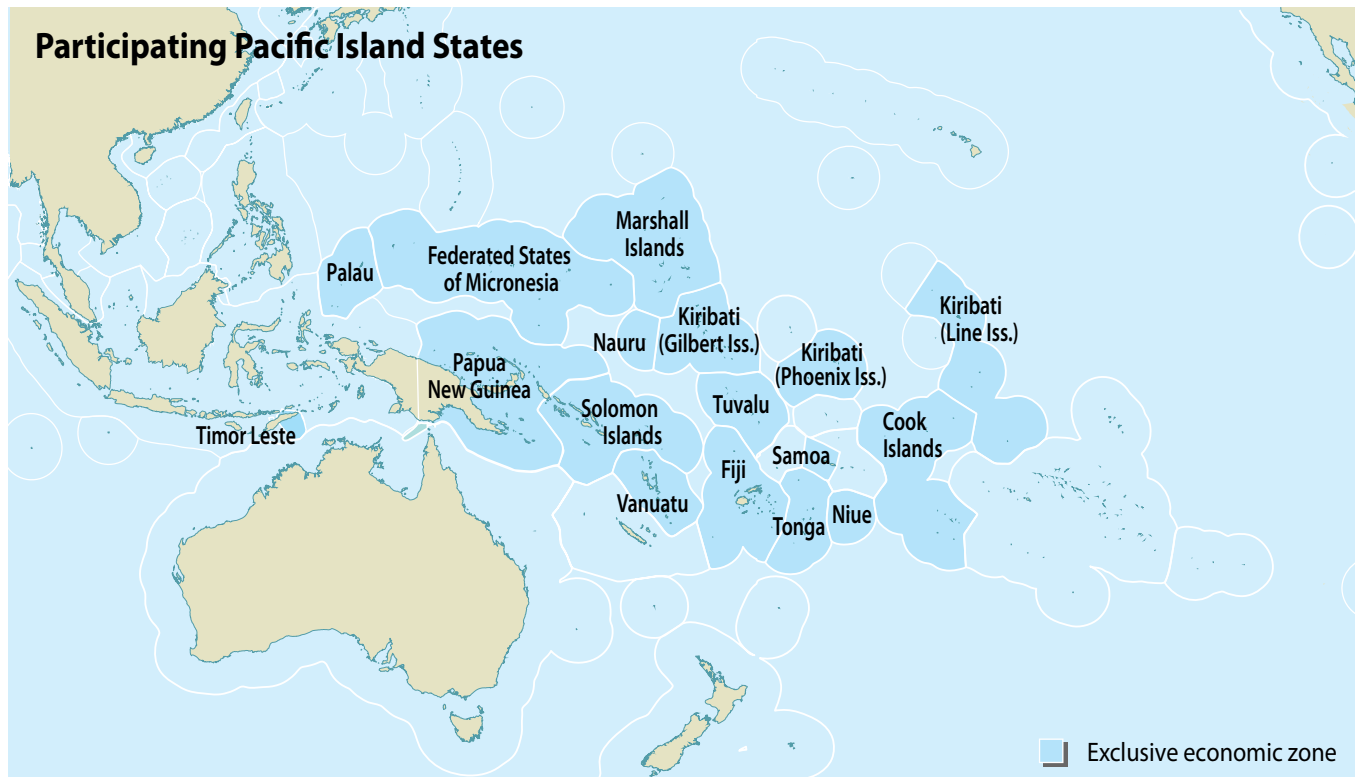 Participating Pacific Island States
Marshall
Islands
Federated States
of Micronesia
Palau
Kiribati
(Line Iss.)
Kiribati
(Gilbert Iss.)
Nauru
Kiribati
(Phoenix Iss.)
Papua
New Guinea
Solomon
Islands
Tuvalu
Cook
Islands
Timor Leste
Samoa
Fiji
Vanuatu
Tonga
Niue
Exclusive economic zone